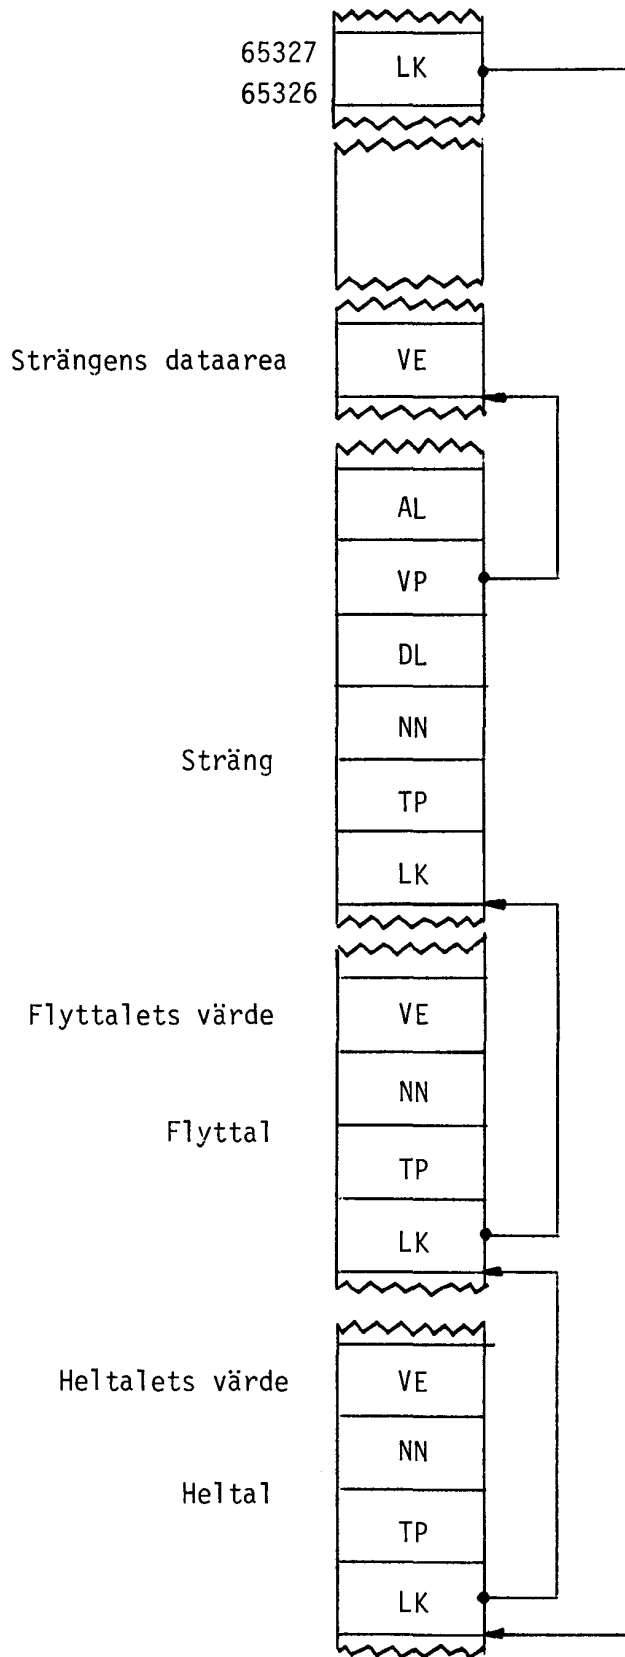 65327
LK
65326
Strängens dataarea VE
AL
VP
DL
NN
Sträng
TP
LK
Flyttalets värde VE
NN
Flyttal
TP
LK
Heltalets värde VE
NN
Heltal
TP
LK